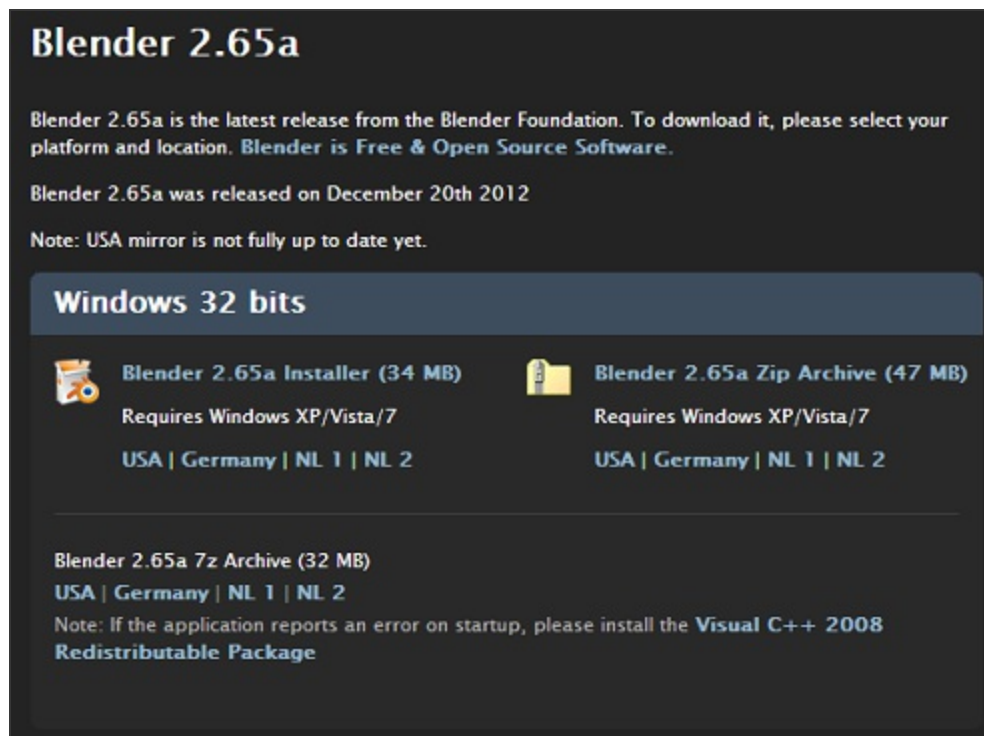 Blender 2.65a
Blender 2.65a is the latest release from the Blender Foundation. To download it, please select your
platform and location. Blender is Free & Open Source Software.
Blender 2.65a was released on December 20th 2012
Note: USA mirror is not fully up to date yet.
Windows 32 bits
Blender 2.65a Installer (34 MB)
Requires Windows XP/Vista/7
USA | Germany | NL 1 | NL 2
Blender 2.65a Zip Archive (47 MB)
Requires Windows XP/Vista/7
USA | Germany | NL 1 | NL 2
Blender 2.65a 7z Archive (32 MB)
USA | Germany | NL 1 | NL 2
Note: If the application reports an error on startup, please install the Visual C++ 2008
Redistributable Package